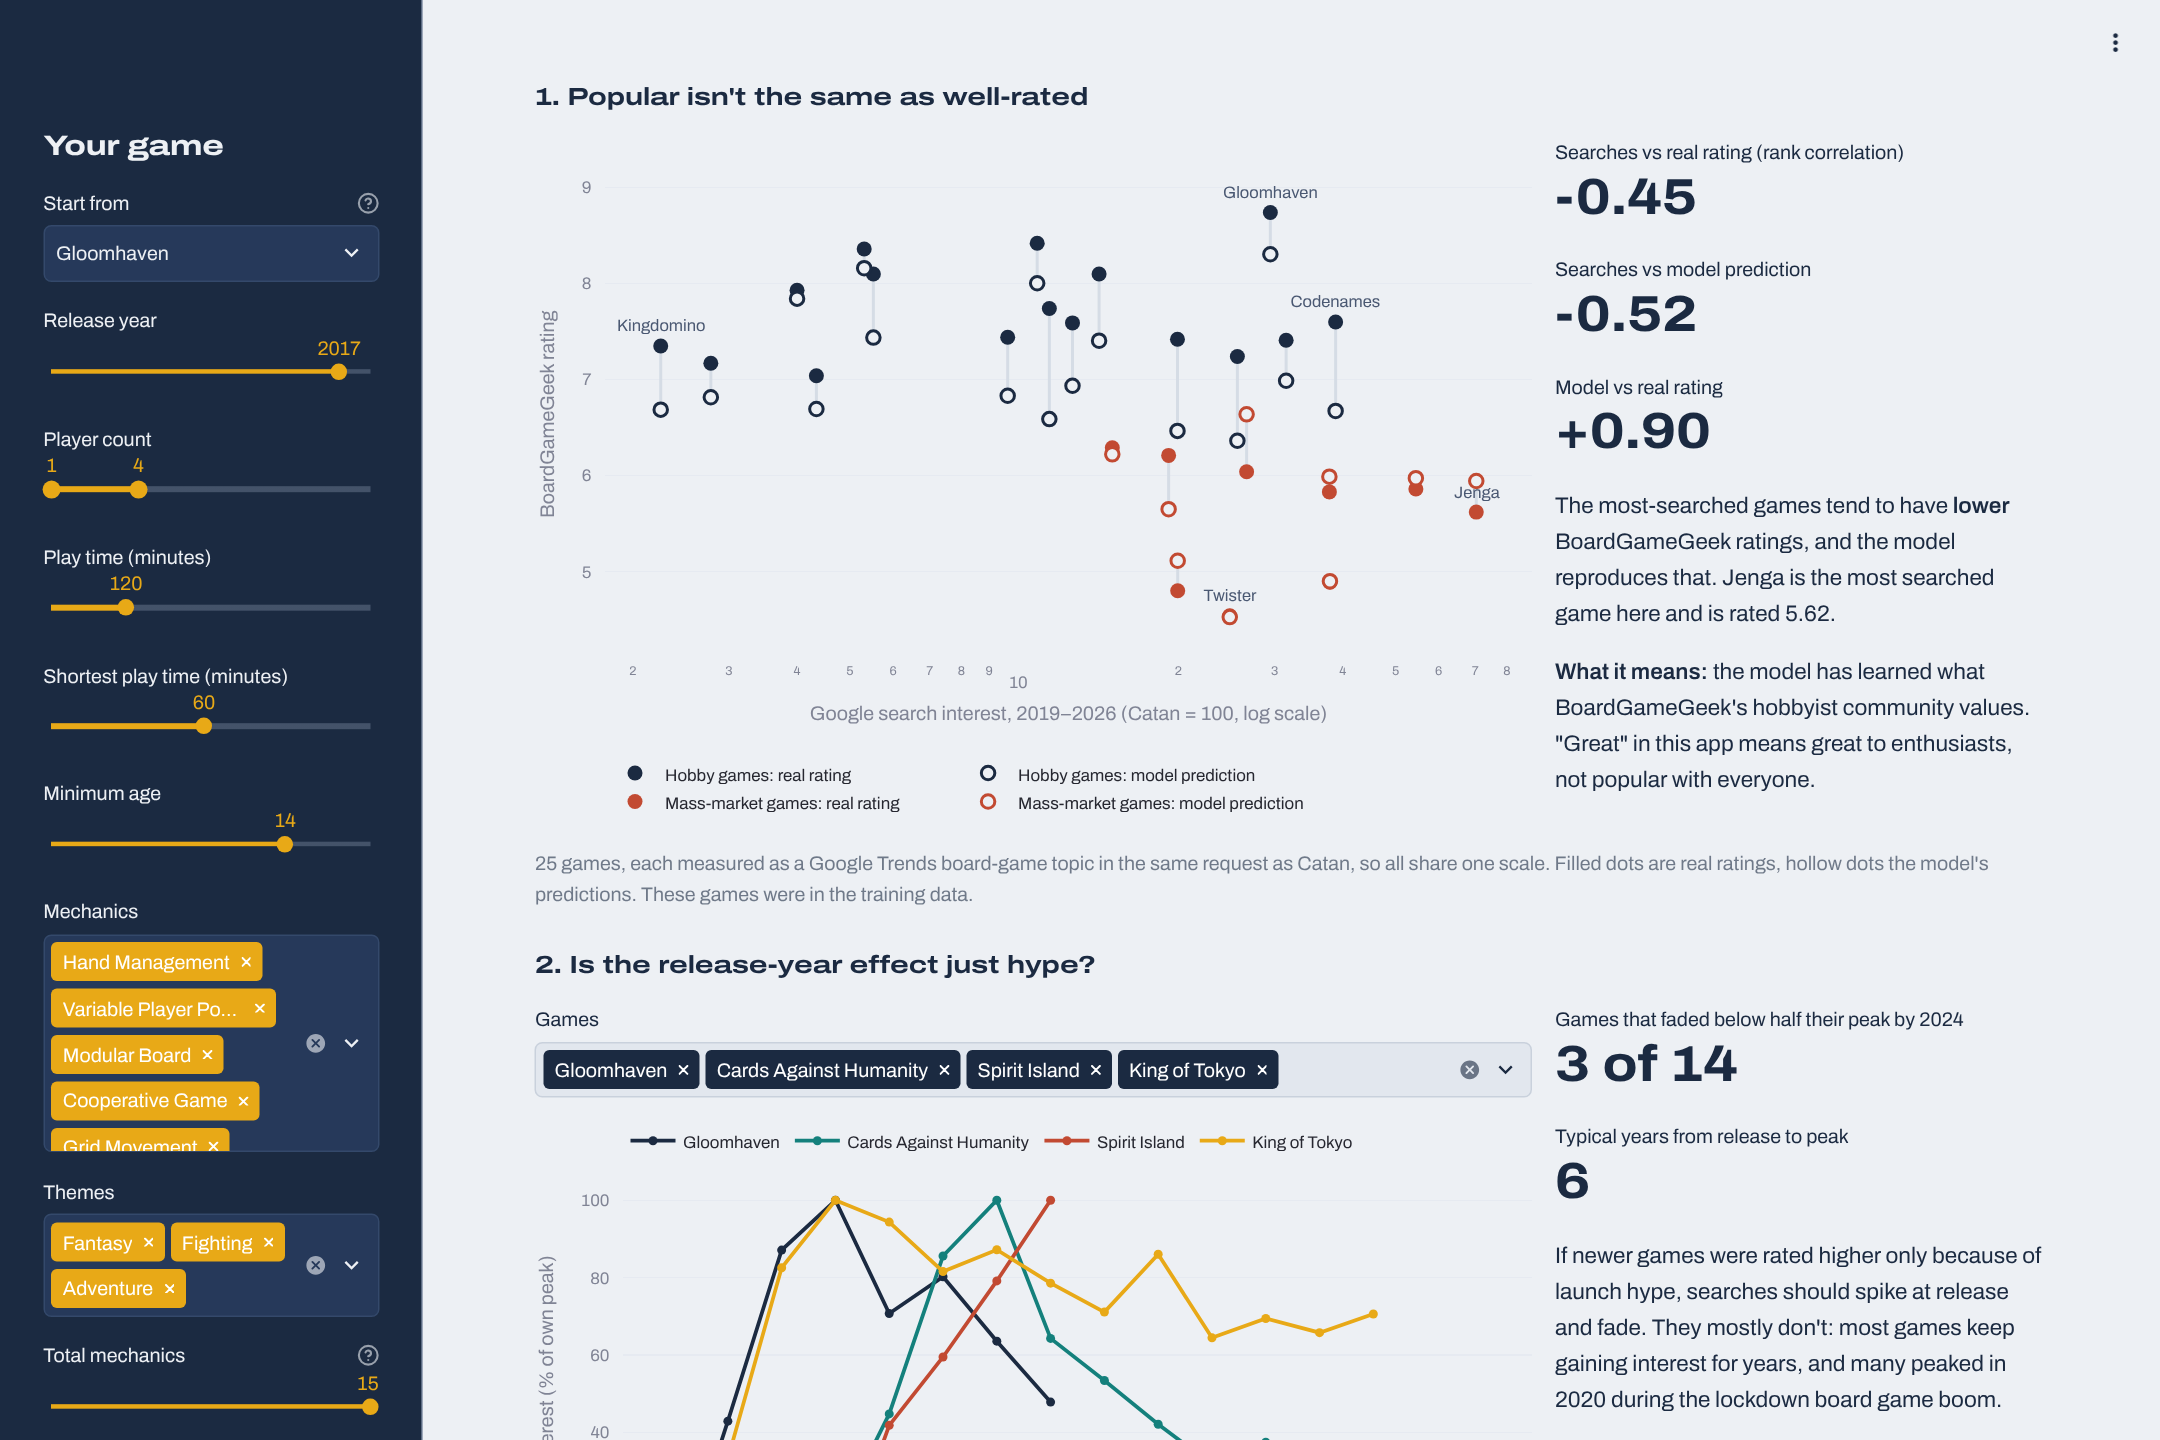 Your game
Start from
Gloomhaven
Release year
2017
Player count
1 4
Play time (minutes)
120
Shortest play time (minutes)
60
Minimum age
14
Mechanics
Hand Management
Variable Player Po...
Modular Board
Cooperative Game
Grid Movement
Themes
Fantasy Fighting
Adventure
Total mechanics
15
1. Popular isn't the same as well-rated
BoardGameGeek rating
9
8
7
6
5
Gloomhaven
Codenames
Kingdomino
Jenga
Twister
2 3 4 5 6 7 8 9 10 2 3 4 5 6 7 8
Google search interest, 2019–2026 (Catan = 100, log scale)
Hobby games: real rating
Hobby games: model prediction
Mass-market games: real rating
Mass-market games: model prediction
Searches vs real rating (rank correlation)
-0.45
Searches vs model prediction
-0.52
Model vs real rating
+0.90
The most-searched games tend to have lower
BoardGameGeek ratings, and the model
reproduces that. Jenga is the most searched
game here and is rated 5.62.
What it means: the model has learned what
BoardGameGeek's hobbyist community values.
"Great" in this app means great to enthusiasts,
not popular with everyone.
25 games, each measured as a Google Trends board-game topic in the same request as Catan, so all share one scale. Filled dots are real ratings, hollow dots the model's
predictions. These games were in the training data.
2. Is the release-year effect just hype?
Games
Gloomhaven Cards Against Humanity Spirit Island King of Tokyo
Gloomhaven Cards Against Humanity Spirit Island King of Tokyo
100
80
60
40
erest (% of own peak)
Games that faded below half their peak by 2024
3 of 14
Typical years from release to peak
6
If newer games were rated higher only because of
launch hype, searches should spike at release
and fade. They mostly don't: most games keep
gaining interest for years, and many peaked in
2020 during the lockdown board game boom.